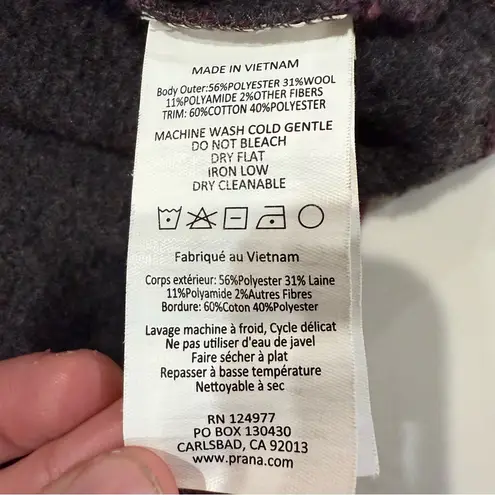 MADE IN VIETNAM
Body Outer:56%POLYESTER 31%WOOL
11%POLYAMIDE 2%OTHER FIBERS
TRIM: 60%COTTON 40%POLYESTER
MACHINE WASH COLD GENTLE
DO NOT BLEACH
DRY FLAT
IRON LOW
DRY CLEANABLE
Fabriqué au Vietnam
Corps extérieur: 56%Polyester 31% Laine
11%Polyamide 2%Autres Fibres
Bordure: 60%Coton 40%Polyester
Lavage machine à froid, Cycle délicat
Ne pas utiliser d'eau de javel
Faire sécher à plat
Repasser à basse température
Nettoyable à sec
RN 124977
PO BOX 130430
CARLSBAD, CA 92013
www.prana.com